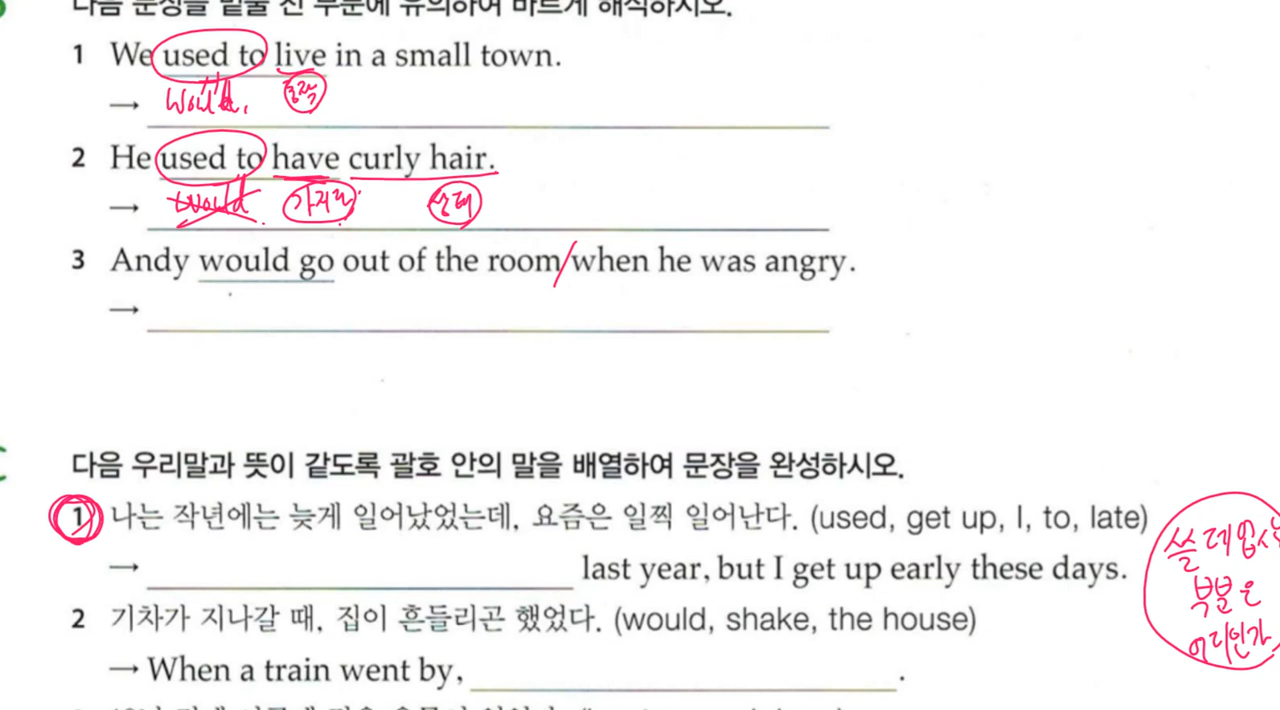 다음 문장을 밑줄 친 부분에 유의하여 바르게 해석하시오.
1 We used to live in a small town.
→ would.
2 He used to have curly hair.
→ would 가지다 상태
3 Andy would go out of the room/when he was angry.
→
다음 우리말과 뜻이 같도록 괄호 안의 말을 배열하여 문장을 완성하시오.
1 나는 작년에는 늦게 일어났었는데, 요즘은 일찍 일어난다. (used, get up, I, to, late)
→ last year, but I get up early these days.
쓸데없는
부분은
어디인가
2 기차가 지나갈 때, 집이 흔들리곤 했었다. (would, shake, the house)
→ When a train went by, .